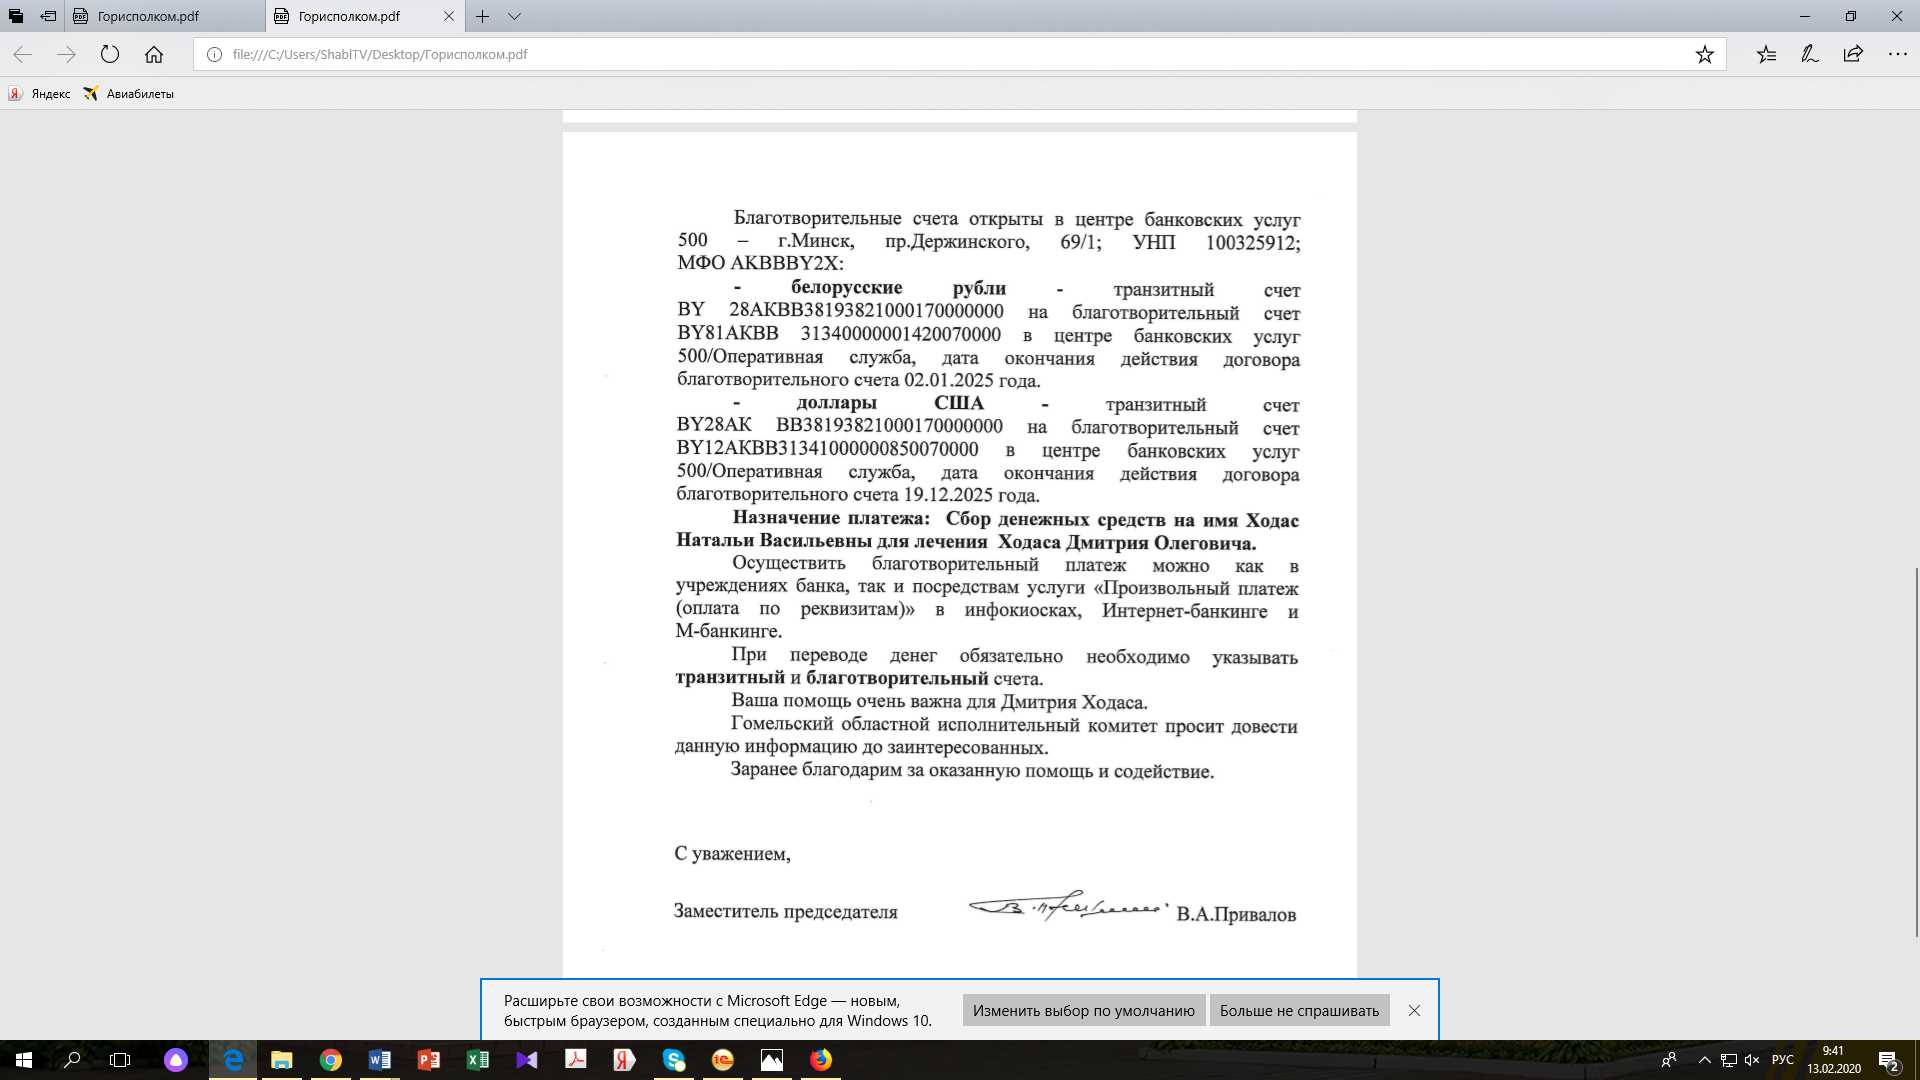 Горисполком.pdf
Горисполком.pdf
file:///C:/Users/ShablTV/Desktop/Горисполком.pdf
Яндекс
Авиабилеты
Благотворительные счета открыты в центре банковских услуг
500 – г.Минск, пр.Держинского, 69/1; УНП 100325912;
МФО AKBBBY2X:
- белорусские рубли - транзитный счет
BY 28AKBB38193821000170000000 на благотворительный счет
BY81AKBB 31340000001420070000 в центре банковских услуг
500/Оперативная служба, дата окончания действия договора
благотворительного счета 02.01.2025 года.
- доллары США - транзитный счет
BY28AK BB38193821000170000000 на благотворительный счет
BY12AKBB31341000000850070000 в центре банковских услуг
500/Оперативная служба, дата окончания действия договора
благотворительного счета 19.12.2025 года.
Назначение платежа: Сбор денежных средств на имя Ходас
Натальи Васильевны для лечения Ходаса Дмитрия Олеговича.
Осуществить благотворительный платеж можно как в
учреждениях банка, так и посредствам услуги «Произвольный платеж
(оплата по реквизитам)» в инфокиосках, Интернет-банкинге и
М-банкинге.
При переводе денег обязательно необходимо указывать
транзитный и благотворительный счета.
Ваша помощь очень важна для Дмитрия Ходаса.
Гомельский областной исполнительный комитет просит довести
данную информацию до заинтересованных.
Заранее благодарим за оказанную помощь и содействие.
С уважением,
Заместитель председателя В.А.Привалов
Расширьте свои возможности с Microsoft Edge — новым,
быстрым браузером, созданным специально для Windows 10.
Изменить выбор по умолчанию
Больше не спрашивать
РУС
9:41
13.02.2020
2